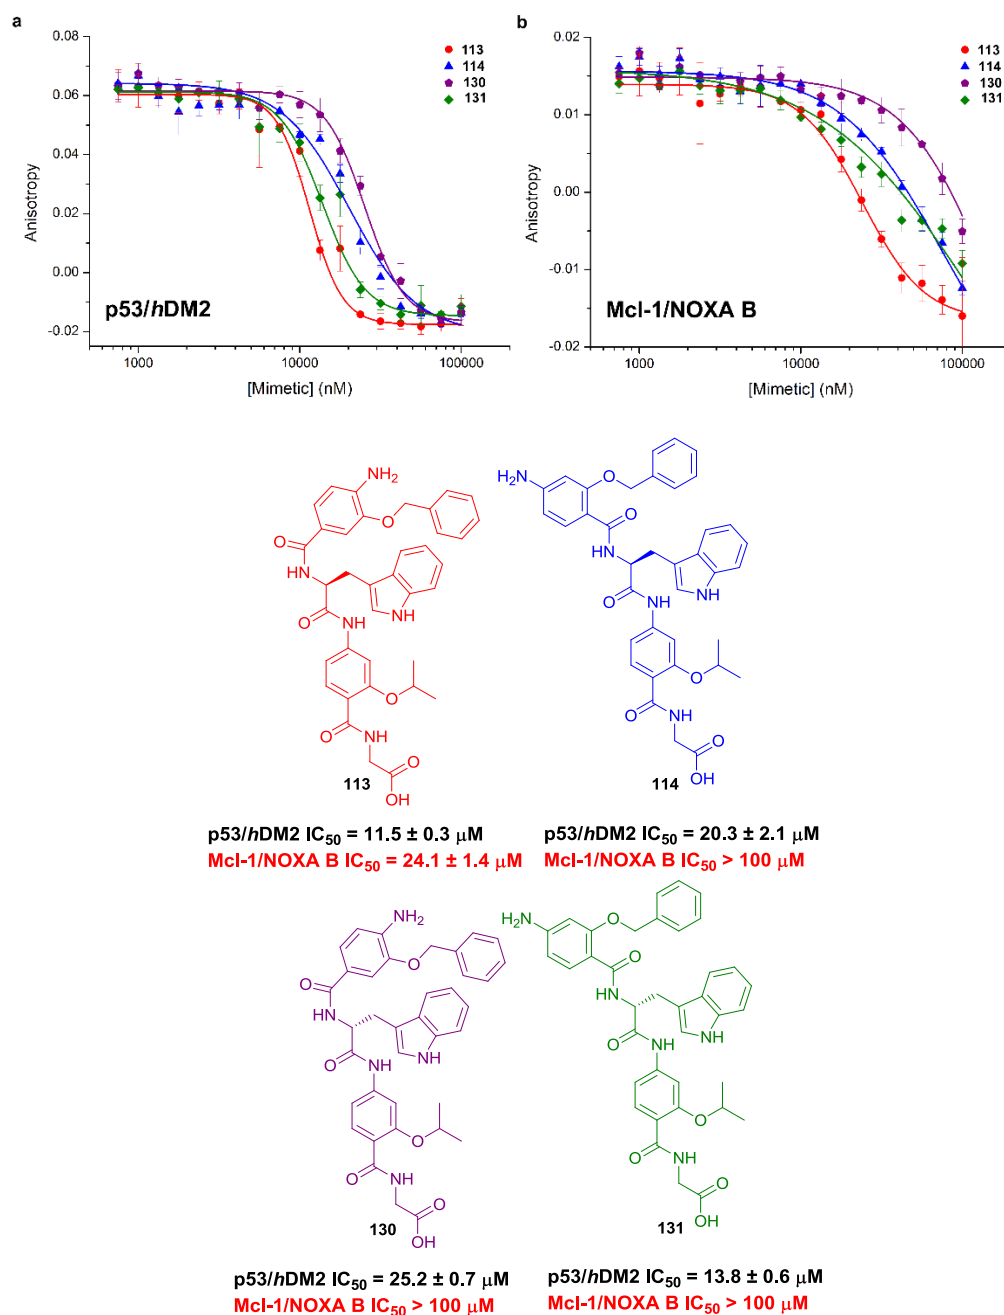 a
b
0.08
0.06
0.04
0.02
0.00
-0.02
Anisotropy
113
114
130
131
p53/hDM2
1000
10000
100000
[Mimetic] (nM)
0.02
0.01
0.00
-0.01
-0.02
Anisotropy
113
114
130
131
Mcl-1/NOXA B
1000
10000
100000
[Mimetic] (nM)
NH2
O
O
HN
O
NH
NH
O
O
NH
O
OH
113
H2N
O
O
HN
O
NH
NH
O
O
NH
O
OH
114
p53/hDM2 IC50 = 11.5 ± 0.3 μM
Mcl-1/NOXA B IC50 = 24.1 ± 1.4 μM
p53/hDM2 IC50 = 20.3 ± 2.1 μM
Mcl-1/NOXA B IC50 > 100 μM
NH2
O
O
HN
O
NH
NH
O
O
NH
O
OH
130
H2N
O
O
HN
O
NH
NH
O
O
NH
O
OH
131
p53/hDM2 IC50 = 25.2 ± 0.7 μM
Mcl-1/NOXA B IC50 > 100 μM
p53/hDM2 IC50 = 13.8 ± 0.6 μM
Mcl-1/NOXA B IC50 > 100 μM